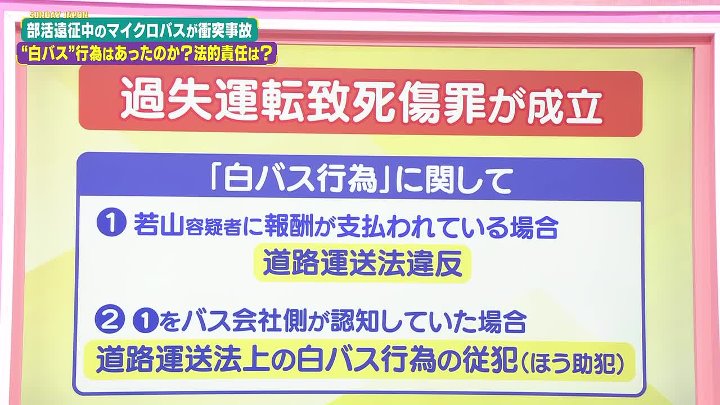 SUNDAY JAPON
部活遠征中のマイクロバスが衝突事故
“白バス”行為はあったのか?法的責任は?
過失運転致死傷罪が成立
「白バス行為」に関して
❶ 若山容疑者に報酬が支払われている場合
道路運送法違反
❷ ❶をバス会社側が認知していた場合
道路運送法上の白バス行為の従犯(ほう助犯)